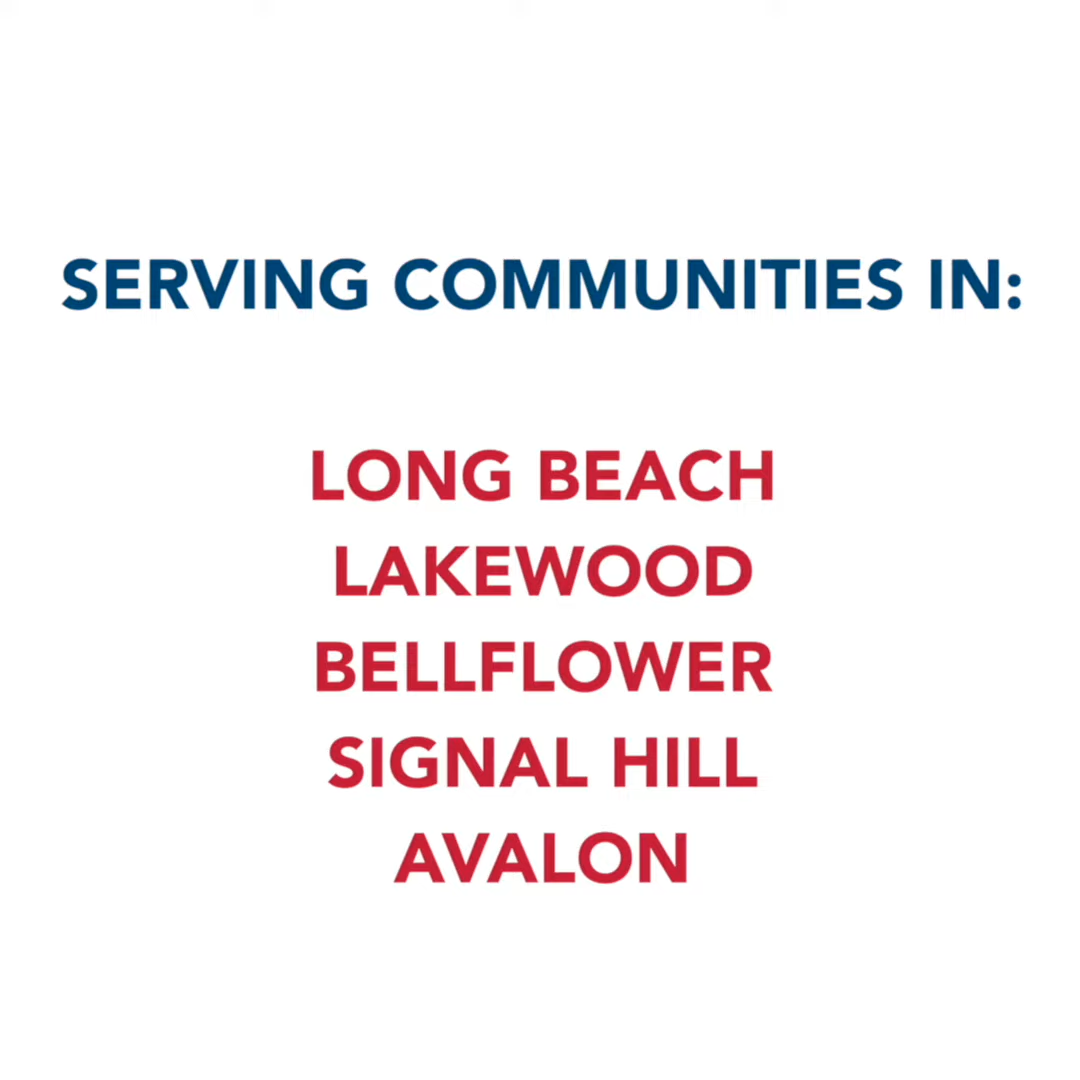 SERVING COMMUNITIES IN:
LONG BEACH
LAKEWOOD
BELLFLOWER
SIGNAL HILL
AVALON